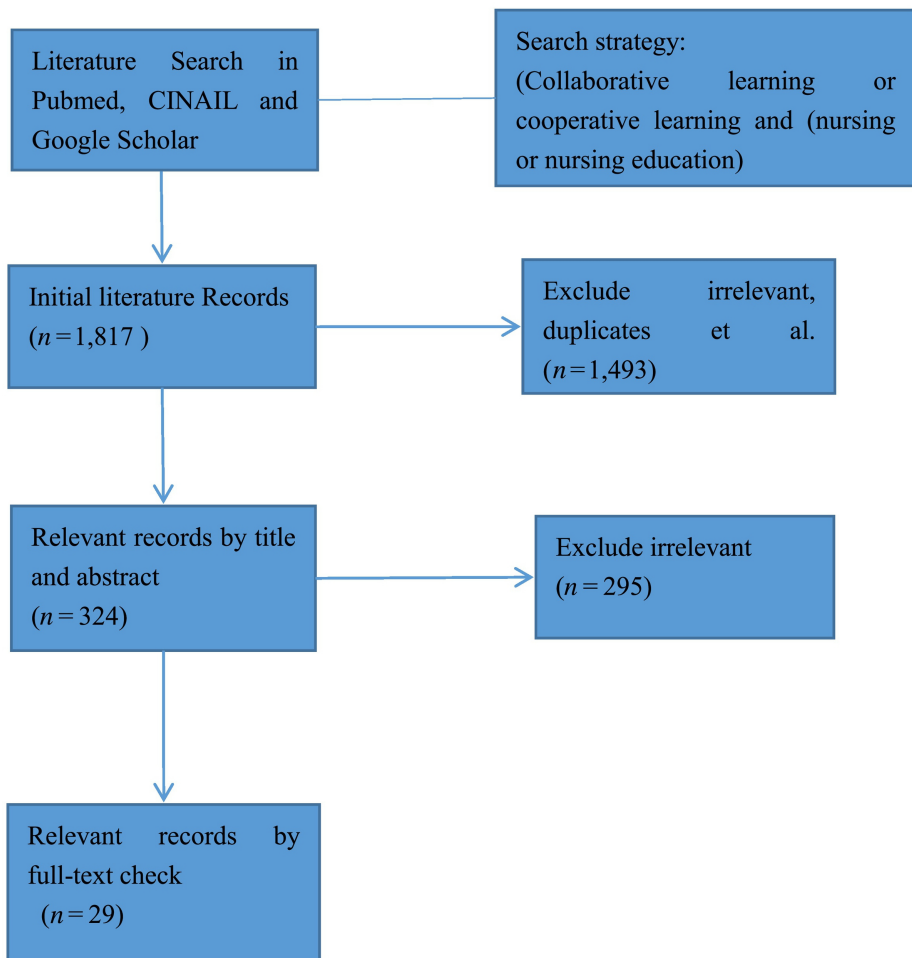 Literature Search in
Pubmed, CINAIL and
Google Scholar
Search strategy:
(Collaborative learning or
cooperative learning and (nursing
or nursing education)
Initial literature Records
(n=1,817 )
Exclude irrelevant,
duplicates et al.
(n=1,493)
Relevant records by title
and abstract
(n = 324)
Exclude irrelevant
(n = 295)
Relevant records by
full-text check
(n = 29)